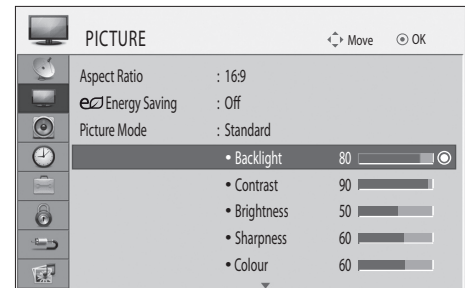 PICTURE Move OK
Aspect Ratio : 16:9
Energy Saving : Off
Picture Mode : Standard
• Backlight 80
• Contrast 90
• Brightness 50
• Sharpness 60
• Colour 60